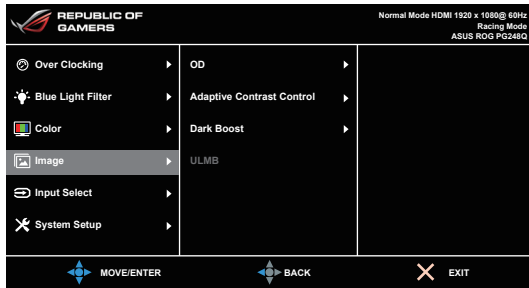 REPUBLIC OF
GAMERS
Normal Mode HDMI 1920 x 1080@ 60Hz
Racing Mode
ASUS ROG PG248Q
Over Clocking
Blue Light Filter
Color
Image
Input Select
System Setup
OD
Adaptive Contrast Control
Dark Boost
ULMB
MOVE/ENTER
BACK
EXIT